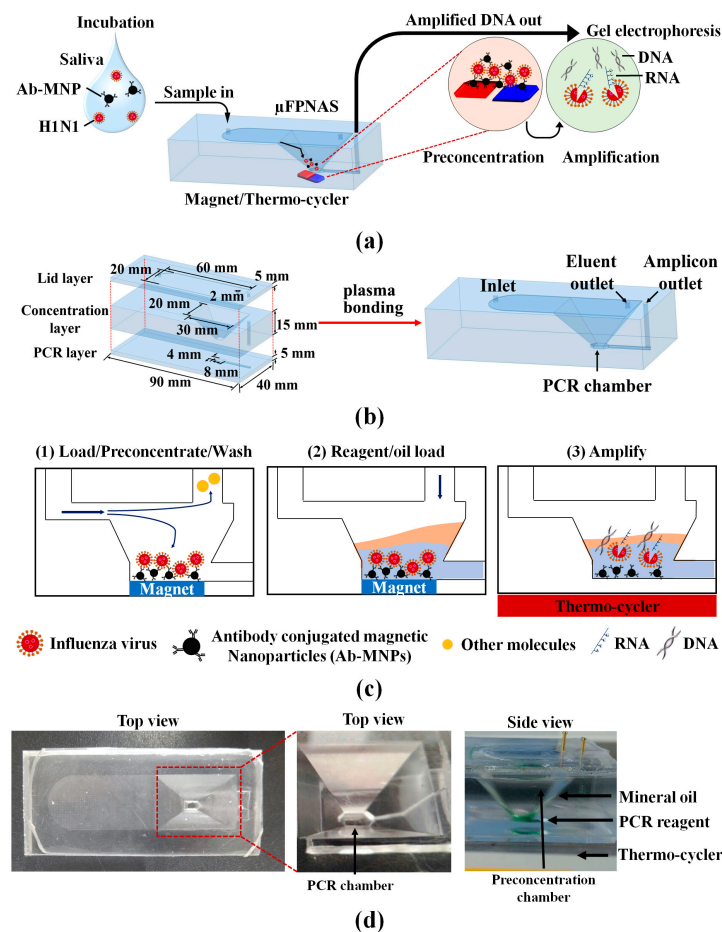 Incubation
Saliva
Ab-MNP
H1N1
Sample in
µFPNAS
Magnet/Thermo-cycler
Amplified DNA out
Gel electrophoresis
DNA
RNA
Preconcentration
Amplification
(a)
20 mm
60 mm
5 mm
Lid layer
2 mm
20 mm
Concentration
layer
30 mm
15 mm
PCR layer
4 mm
8 mm
5 mm
90 mm
40 mm
plasma
bonding
Inlet
Eluent
outlet
Amplicon
outlet
PCR chamber
(b)
(1) Load/Preconcentrate/Wash
(2) Reagent/oil load
(3) Amplify
Magnet
Magnet
Thermo-cycler
Influenza virus
Antibody conjugated magnetic
Nanoparticles (Ab-MNPs)
Other molecules
RNA
DNA
(c)
Top view
Top view
Side view
Mineral oil
PCR reagent
Thermo-cycler
PCR chamber
Preconcentration
chamber
(d)